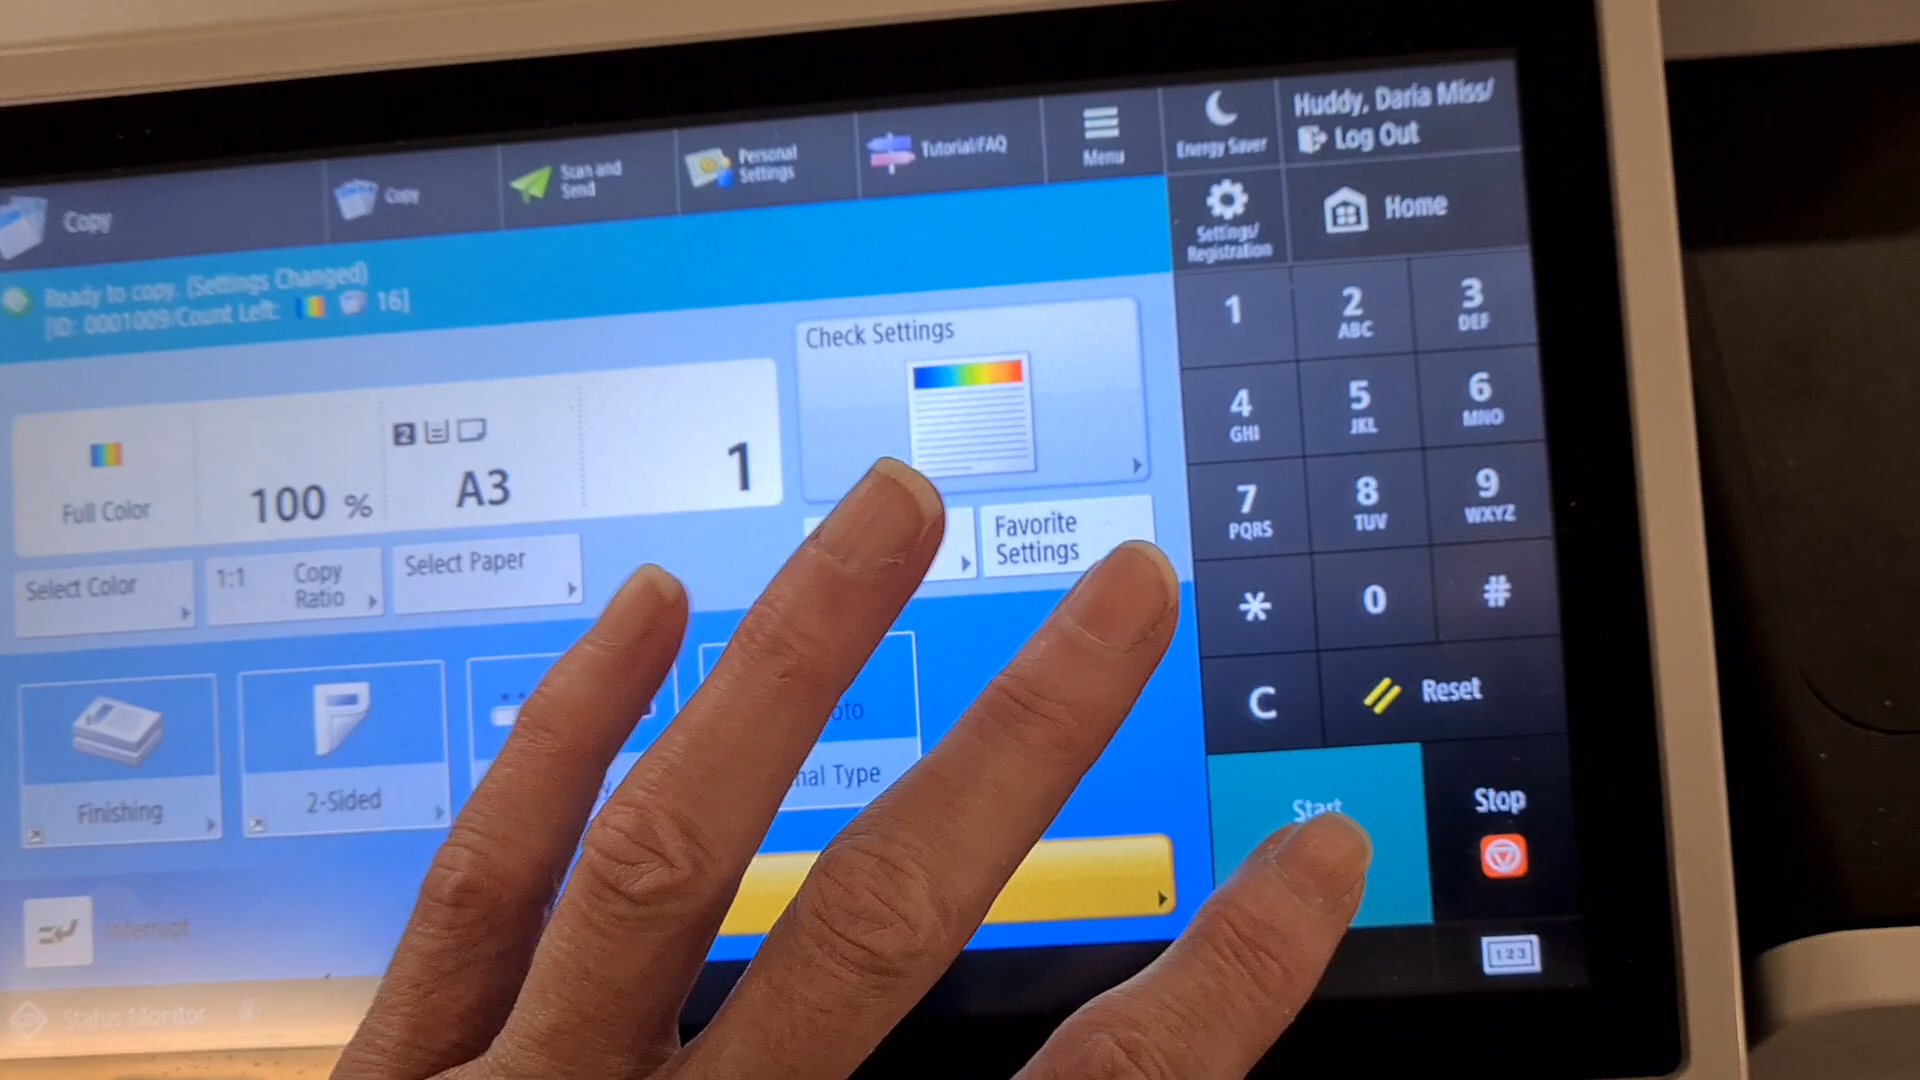 Copy
Copy
Scan and
Send
Personal
Settings
Tutorial/FAQ
Menu
Energy Saver
Huddy, Daria Miss/
Log Out
Settings/
Registration
Home
Ready to copy. (Settings Changed)
[ID: 0001009/Count Left: 16]
Check Settings
Full Color
100 %
2
A3
1
Select Color
1:1 Copy
Ratio
Select Paper
Favorite
Settings
Finishing
2-Sided
oto
nal Type
Interrupt
Status Monitor
1
2
ABC
3
DEF
4
GHI
5
JKL
6
MNO
7
PQRS
8
TUV
9
WXYZ
*
0
#
C
Reset
Start
Stop
123